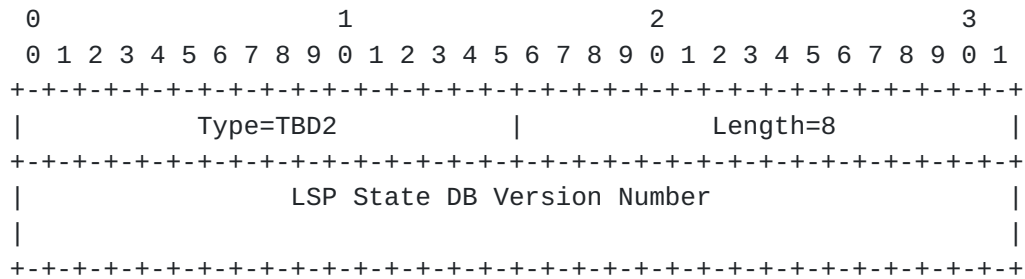 0                   1                   2                   3
 0 1 2 3 4 5 6 7 8 9 0 1 2 3 4 5 6 7 8 9 0 1 2 3 4 5 6 7 8 9 0 1
+-+-+-+-+-+-+-+-+-+-+-+-+-+-+-+-+-+-+-+-+-+-+-+-+-+-+-+-+-+-+-+-+
|           Type=TBD2           |            Length=8           |
+-+-+-+-+-+-+-+-+-+-+-+-+-+-+-+-+-+-+-+-+-+-+-+-+-+-+-+-+-+-+-+-+
|                 LSP State DB Version Number                   |
|                                                               |
+-+-+-+-+-+-+-+-+-+-+-+-+-+-+-+-+-+-+-+-+-+-+-+-+-+-+-+-+-+-+-+-+